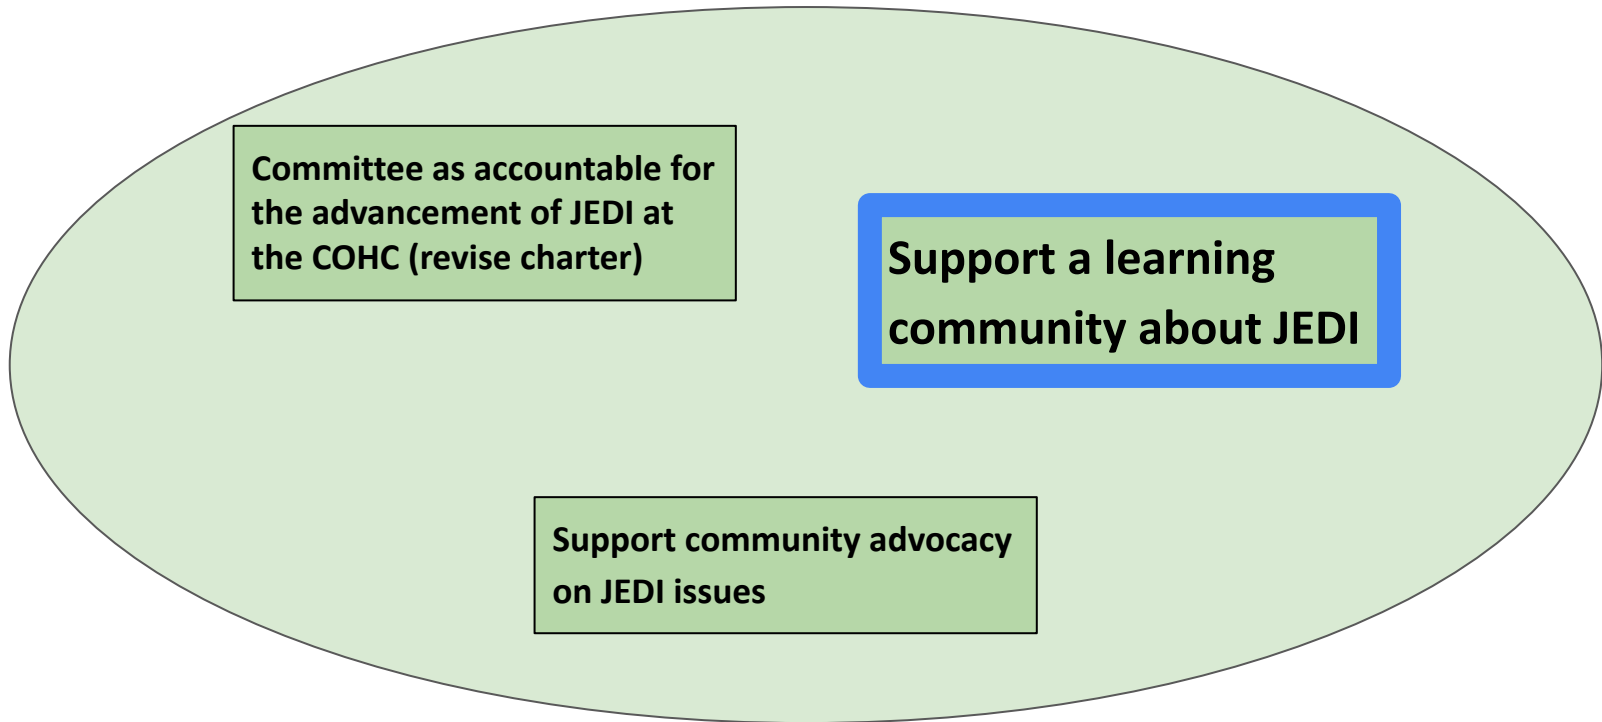 Committee as accountable for
the advancement of JEDI at
the COHC (revise charter)
Support a learning
community about JEDI
Support community advocacy
on JEDI issues